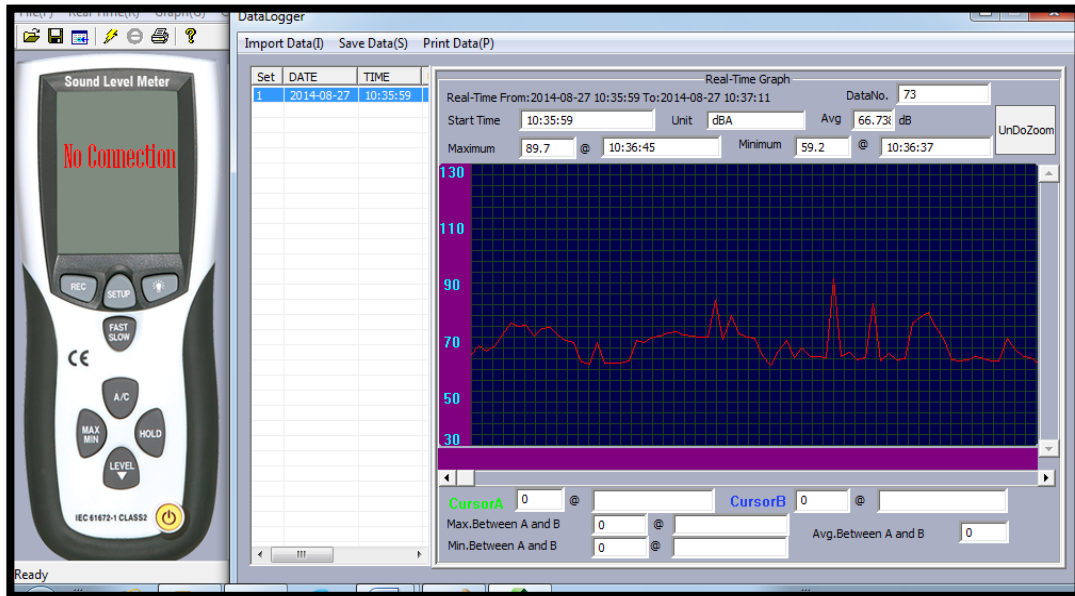 DataLogger
Import Data(I) Save Data(S) Print Data(P)
Sound Level Meter
No Connection
REC
SETUP
FAST
SLOW
CE
A/C
MAX
MIN
HOLD
LEVEL
IEC 61672-1 CLASS2
Ready
Set DATE TIME
1 2014-08-27 10:35:59
Real-Time Graph
Real-Time From:2014-08-27 10:35:59 To:2014-08-27 10:37:11 DataNo. 73
Start Time 10:35:59 Unit dBA Avg 66.738 dB
UnDoZoom
Maximum 89.7 @ 10:36:45 Minimum 59.2 @ 10:36:37
130
110
90
70
50
30
CursorA 0 @ CursorB 0 @
Max.Between A and B 0 @
Min.Between A and B 0 @
Avg.Between A and B 0